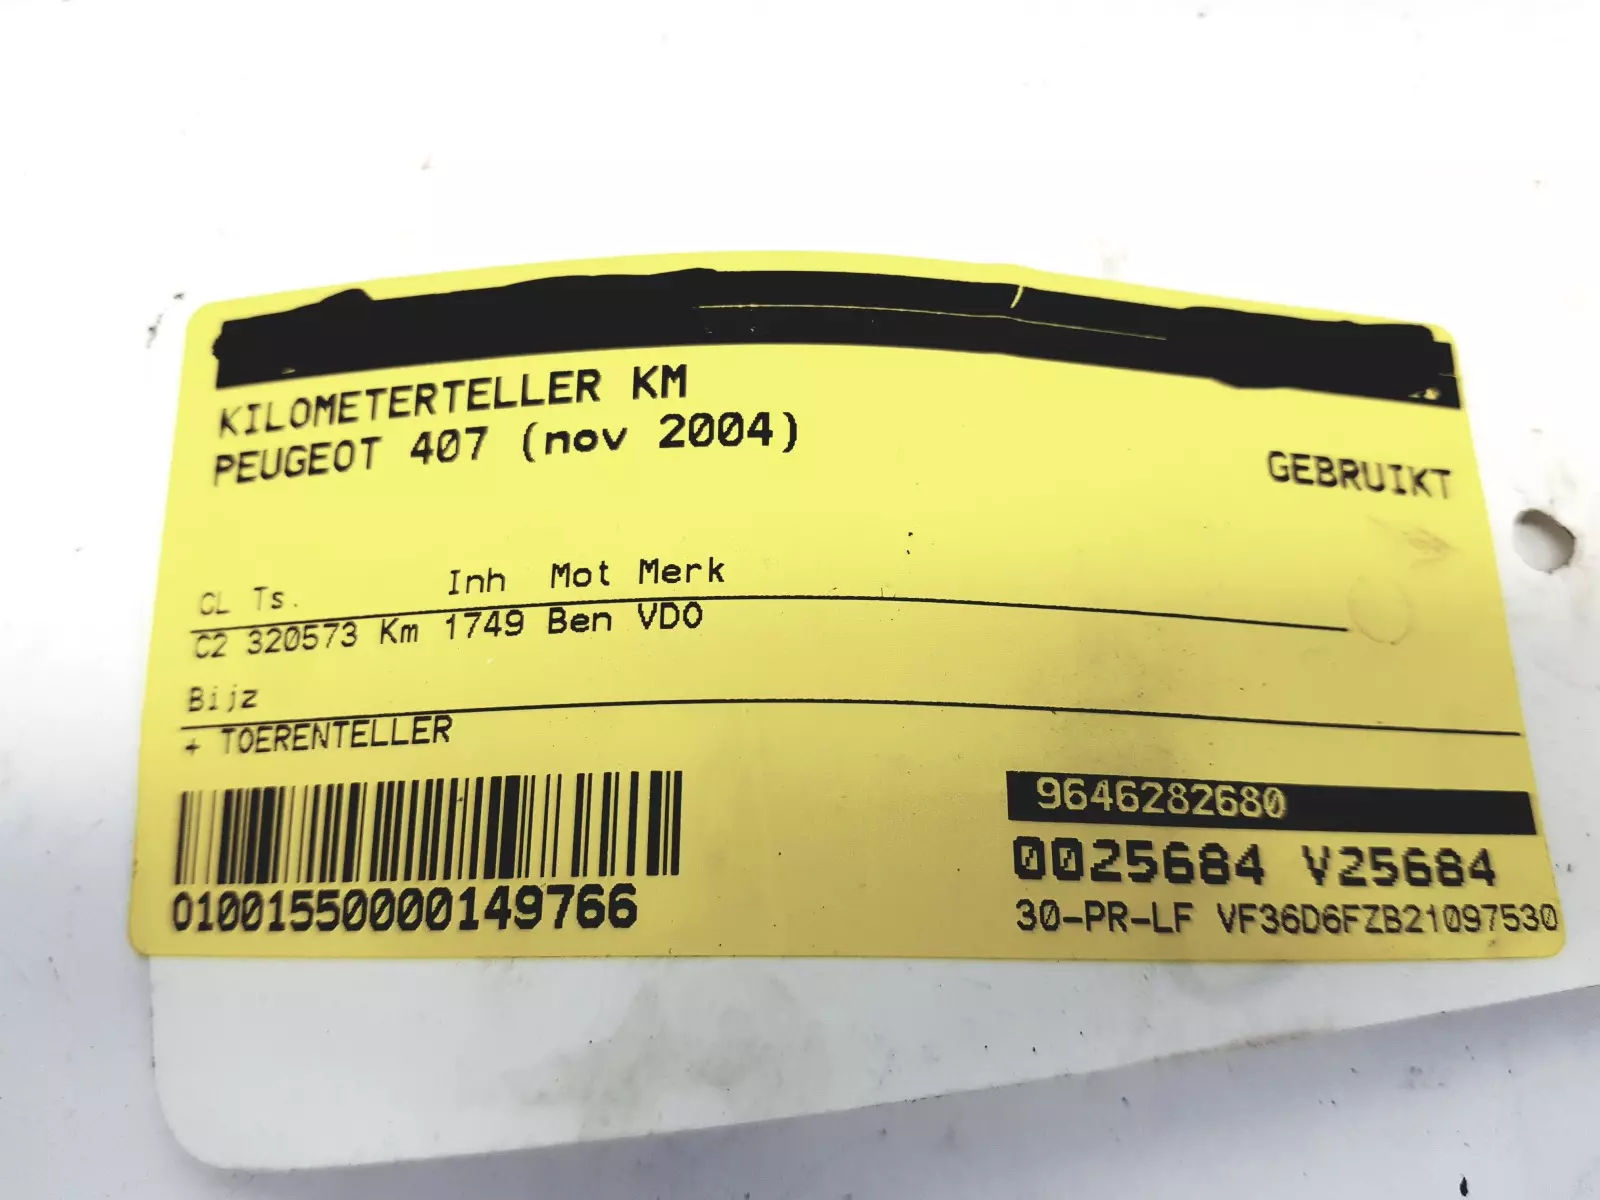 KILOMETERTELLER KM
PEUGEOT 407 (nov 2004)
GEBRUIKT
CL Ts. Inh Mot Merk
C2 320573 Km 1749 Ben VDO
Bijz
+ TOERENTELLER
9646282680
0025684 V25684
30-PR-LF VF36D6FZB21097530
01001550000149766